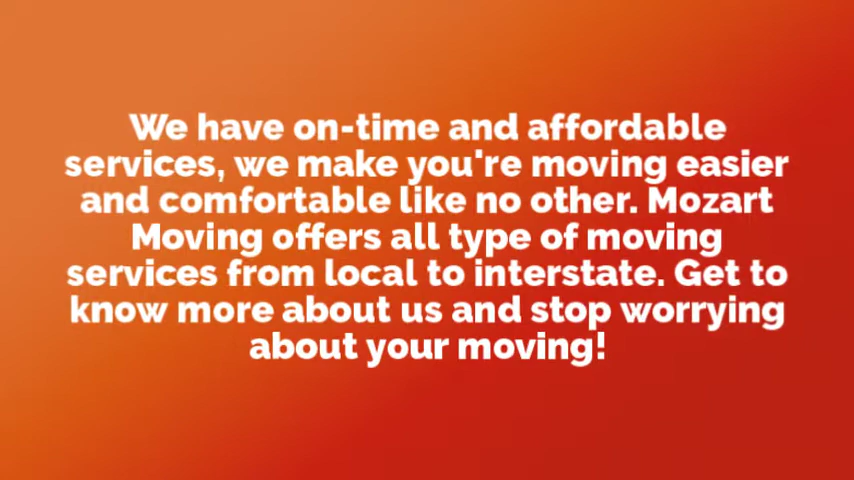 We have on-time and affordable
services, we make you're moving easier
and comfortable like no other. Mozart
Moving offers all type of moving
services from local to interstate. Get to
know more about us and stop worrying
about your moving!